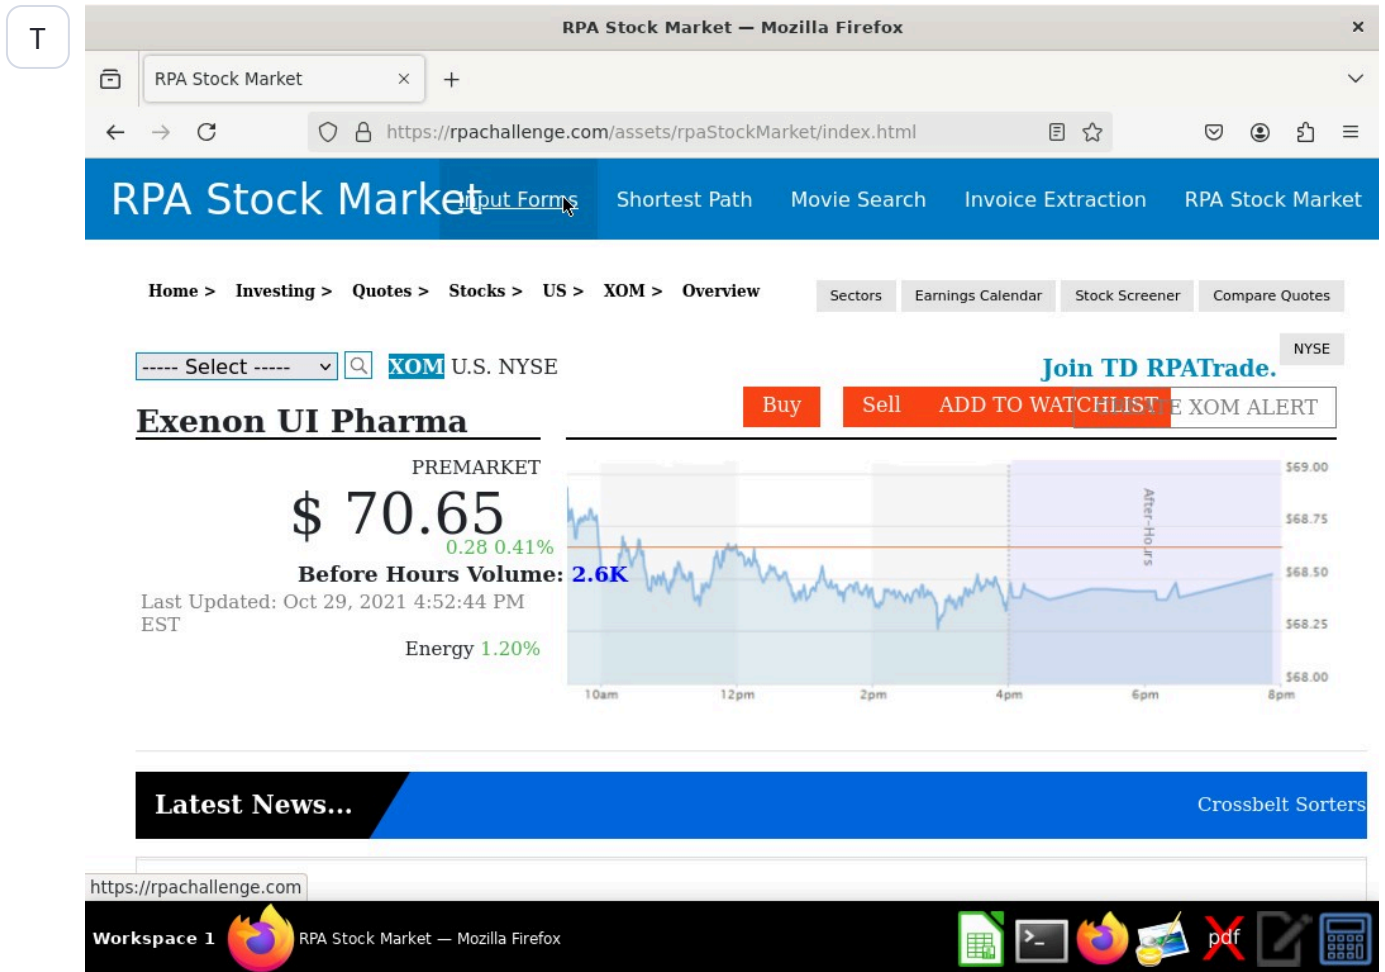 T
RPA Stock Market — Mozilla Firefox
RPA Stock Market
https://rpachallenge.com/assets/rpaStockMarket/index.html
RPA Stock Market Input Forms Shortest Path Movie Search Invoice Extraction RPA Stock Market
Home > Investing > Quotes > Stocks > US > XOM > Overview
Sectors Earnings Calendar Stock Screener Compare Quotes
NYSE
----- Select ----- XOM U.S. NYSE
Join TD RPATrade.
Exenon UI Pharma
Buy Sell ADD TO WATCHLIST CREATE XOM ALERT
PREMARKET
$ 70.65
0.28 0.41%
Before Hours Volume: 2.6K
Last Updated: Oct 29, 2021 4:52:44 PM
EST
Energy 1.20%
After-Hours
$69.00
$68.75
$68.50
$68.25
$68.00
10am 12pm 2pm 4pm 6pm 8pm
Latest News...
Crossbelt Sorters
https://rpachallenge.com
Workspace 1 RPA Stock Market — Mozilla Firefox
>_
pdf